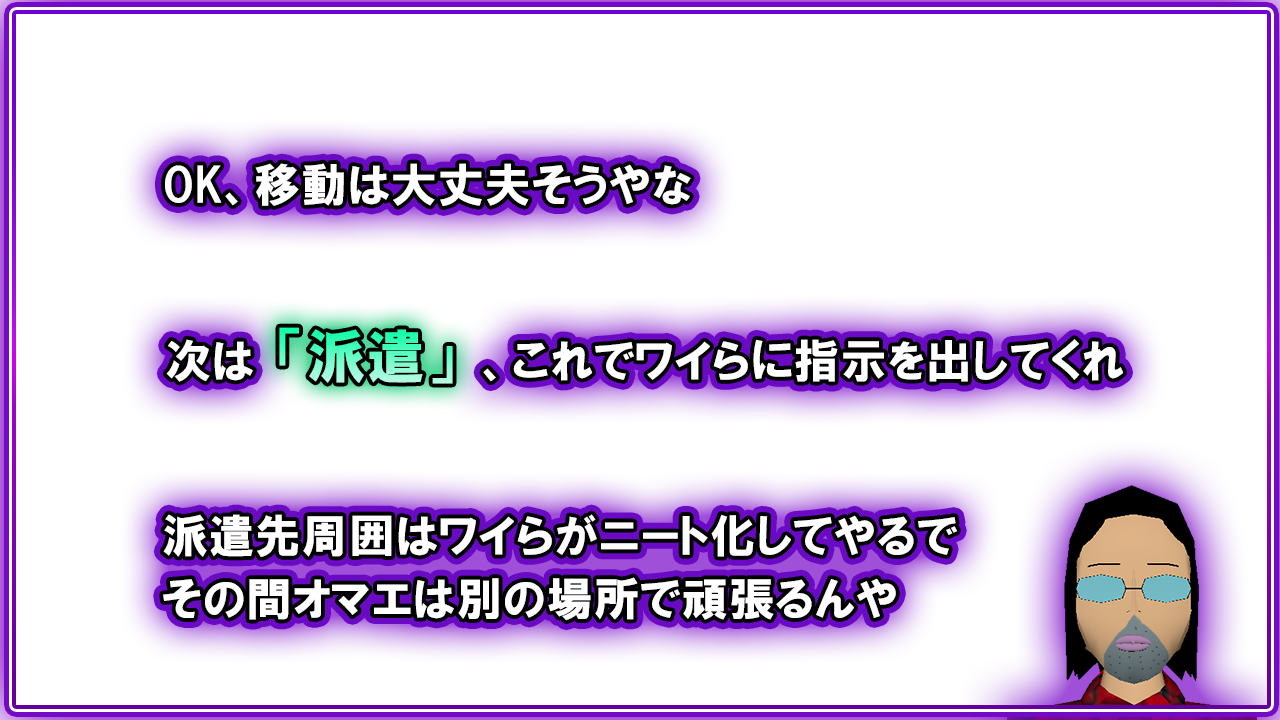 OK、移動は大丈夫そうやな
次は「派遣」、これでワイらに指示を出してくれ
派遣先周囲はワイらがニート化してやるで
その間オマエは別の場所で頑張るんや